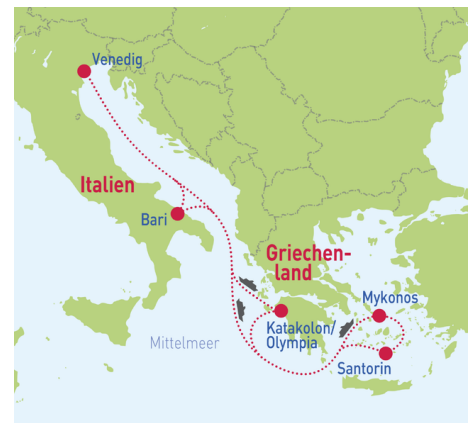 Venedig
Italien
Bari
Griechen-
land
Mykonos
Katakolon/
Olympia
Mittelmeer
Santorin